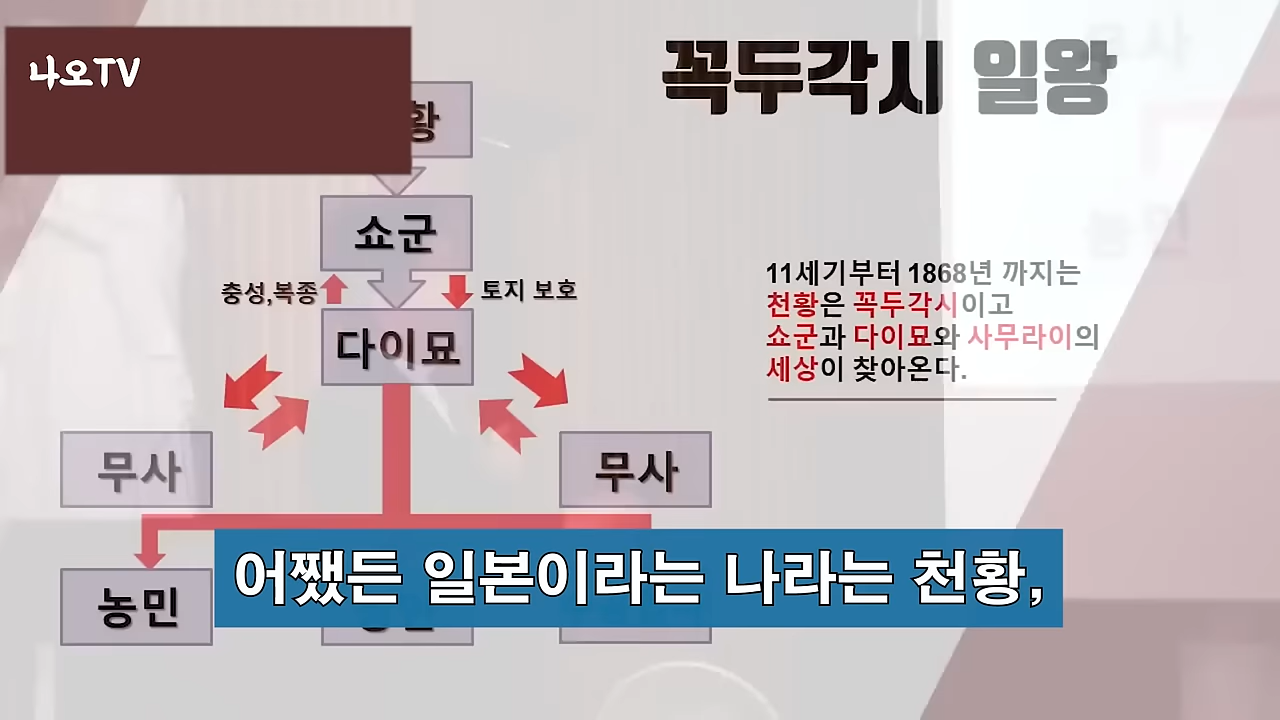 나오TV
꼭두각시 일왕
황
쇼군
충성,복종
토지 보호
다이묘
무사
무사
11세기부터 1868년 까지는
천황은 꼭두각시이고
쇼군과 다이묘와 사무라이의
세상이 찾아온다.
농민
어쨌든 일본이라는 나라는 천황,